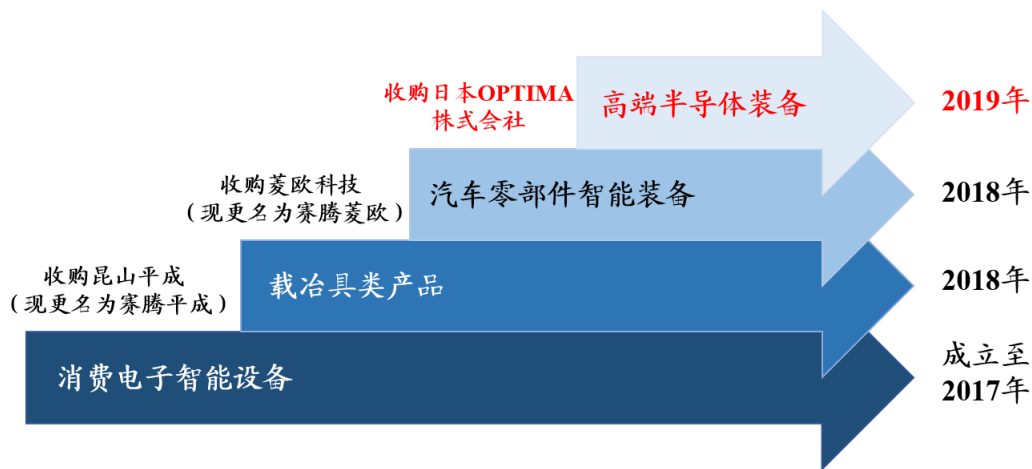 收购日本OPTIMA
株式会社
高端半导体装备
2019年
收购菱欧科技
（现更名为赛腾菱欧）
汽车零部件智能装备
2018年
收购昆山平成
（现更名为赛腾平成）
载冶具类产品
2018年
消费电子智能设备
成立至
2017年